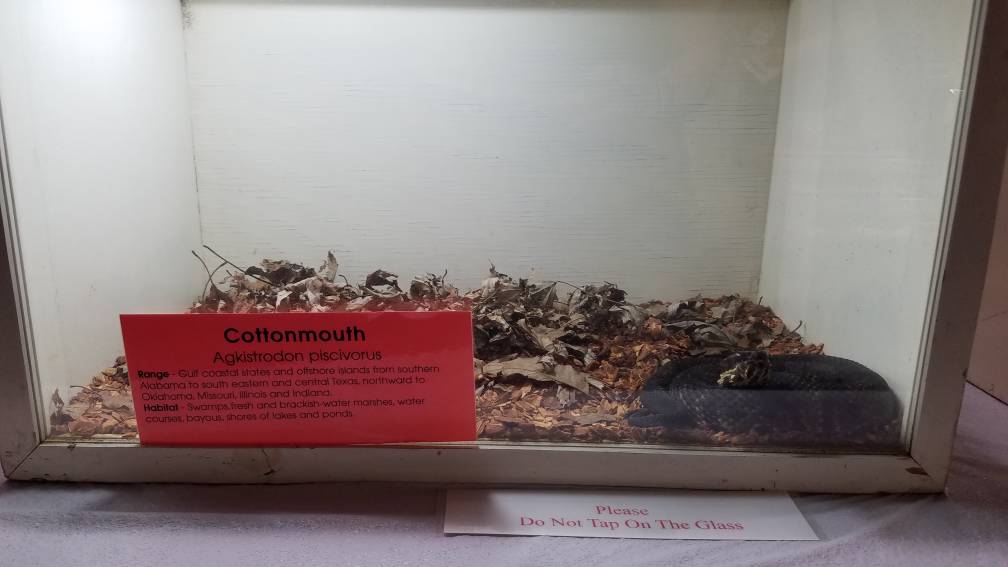 Cottonmouth
Agkistrodon piscivorus
Range - Gulf coastal states and offshore islands from southern
Alabama to south eastern and central Texas, northward to
Oklahoma, Missouri, Illinois and Indiana.
Habitat - Swamps, fresh and brackish-water marshes, water
courses, bayous, shores of lakes and ponds.
Please
Do Not Tap On The Glass